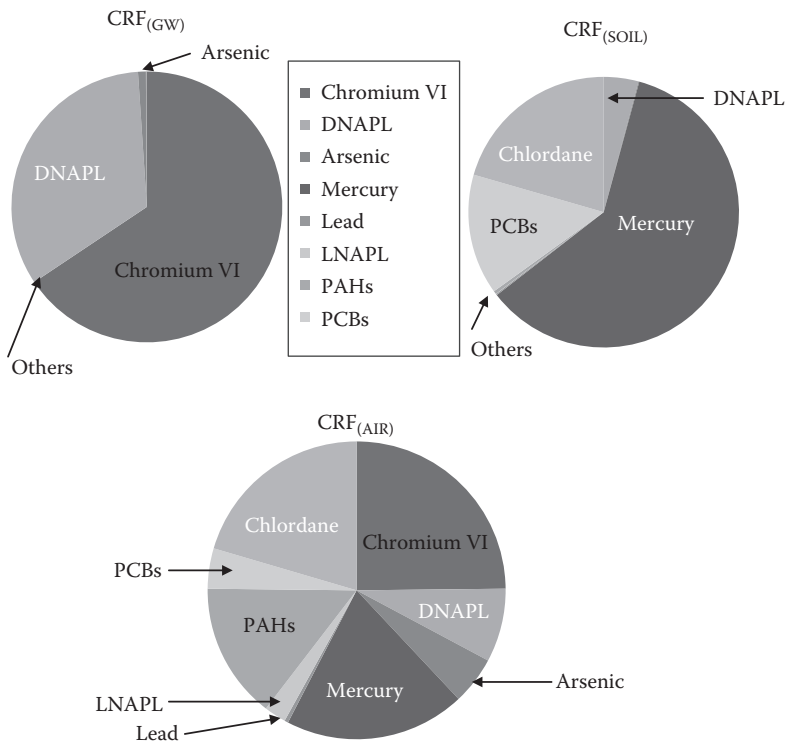 CRF(GW)
Arsenic
DNAPL
Chromium VI
Others
Chromium VI
DNAPL
Arsenic
Mercury
Lead
LNAPL
PAHs
PCBs
CRF(SOIL)
DNAPL
Chlordane
PCBs
Mercury
Others
CRF(AIR)
Chlordane
Chromium VI
PCBs
DNAPL
PAHs
Arsenic
Mercury
LNAPL
Lead